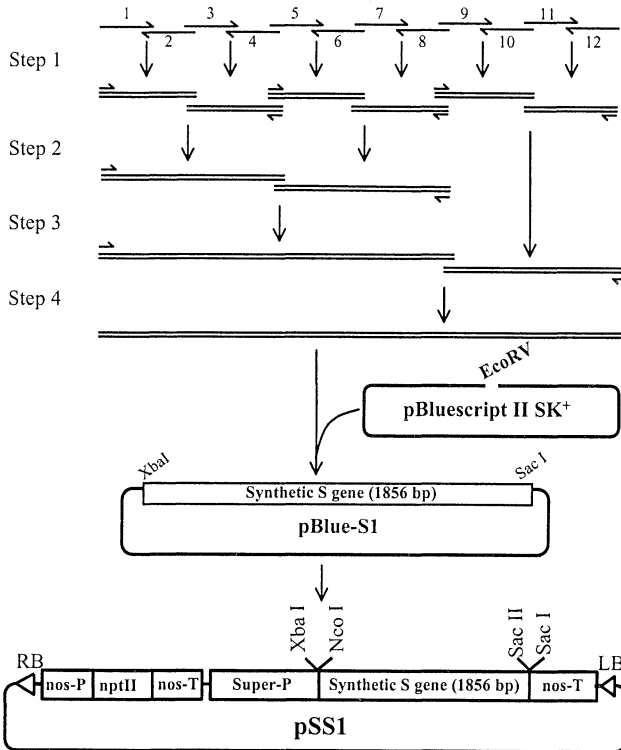 1 3 5 7 9 11
2 4 6 8 10 12
Step 1
Step 2
Step 3
Step 4
EcoRV
pBluescript II SK+
XbaI
Sac I
Synthetic S gene (1856 bp)
pBlue-S1
Xba I
Nco I
Sac II
Sac I
RB
LB
nos-P nptII nos-T Super-P Synthetic S gene (1856 bp) nos-T
pSS1